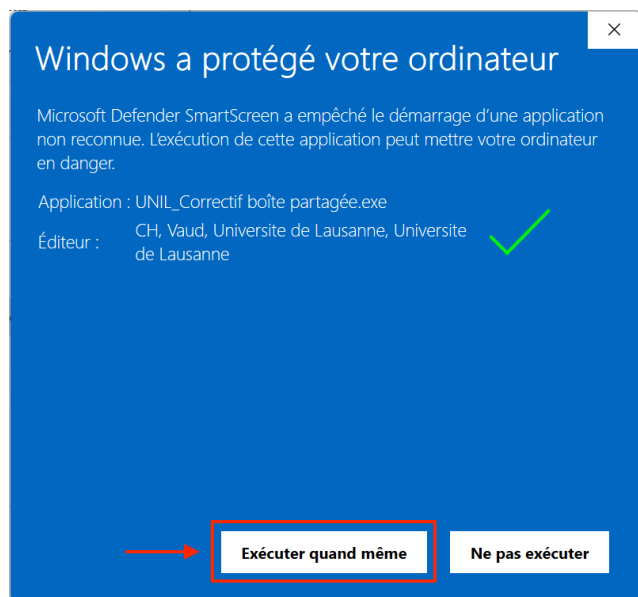 Windows a protégé votre ordinateur
Microsoft Defender SmartScreen a empêché le démarrage d'une application
non reconnue. L'exécution de cette application peut mettre votre ordinateur
en danger.
Application : UNIL_Correctif boîte partagée.exe
Éditeur : CH, Vaud, Universite de Lausanne, Universite
de Lausanne
Exécuter quand même
Ne pas exécuter